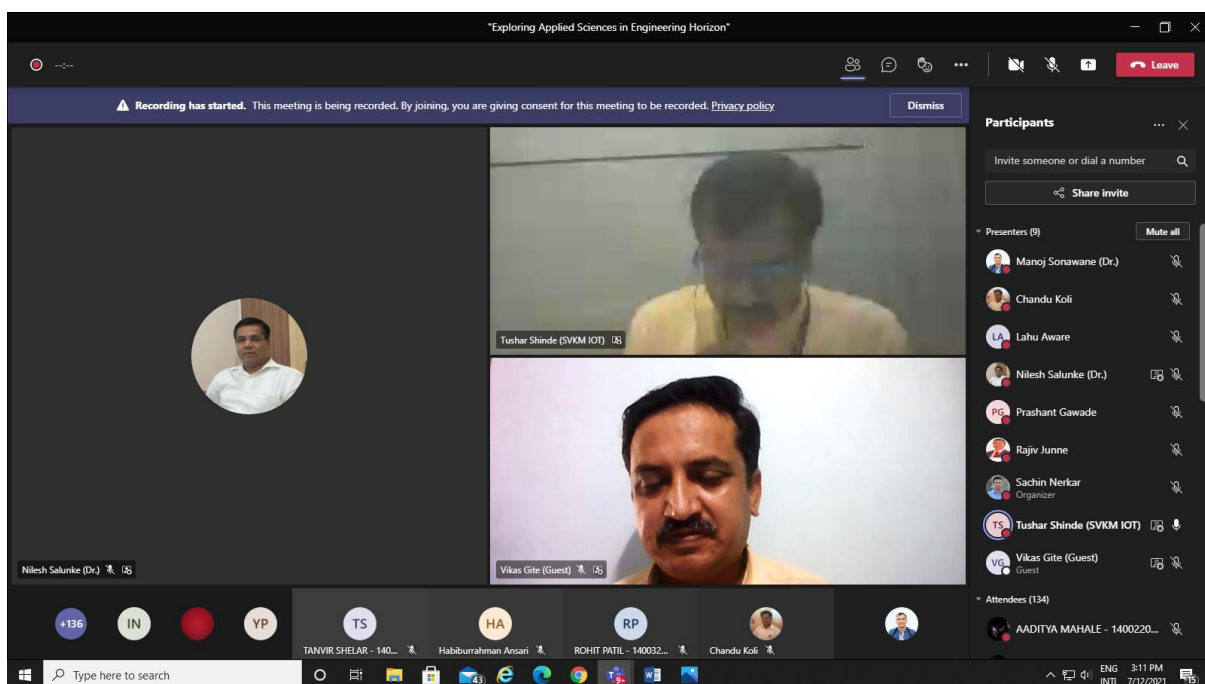 "Exploring Applied Sciences in Engineering Horizon"
--:--
Leave
Recording has started. This meeting is being recorded. By joining, you are giving consent for this meeting to be recorded. Privacy policy
Dismiss
Participants
Invite someone or dial a number
Share invite
Presenters (9)
Mute all
Manoj Sonawane (Dr.)
Chandu Koli
LA
Lahu Aware
Nilesh Salunke (Dr.)
PG
Prashant Gawade
Rajiv Junne
Sachin Nerkar
Organizer
TS
Tushar Shinde (SVKM IOT)
VG
Vikas Gite (Guest)
Guest
Attendees (134)
AADITYA MAHALE - 1400220...
Tushar Shinde (SVKM IOT)
Nilesh Salunke (Dr.)
Vikas Gite (Guest)
+136
IN
YP
TS
TANVIR SHELAR - 140...
HA
Habiburrahman Ansari
RP
ROHIT PATIL - 140032...
Chandu Koli
Type here to search
43
9+
ENG
INTL
3:11 PM
7/12/2021
15